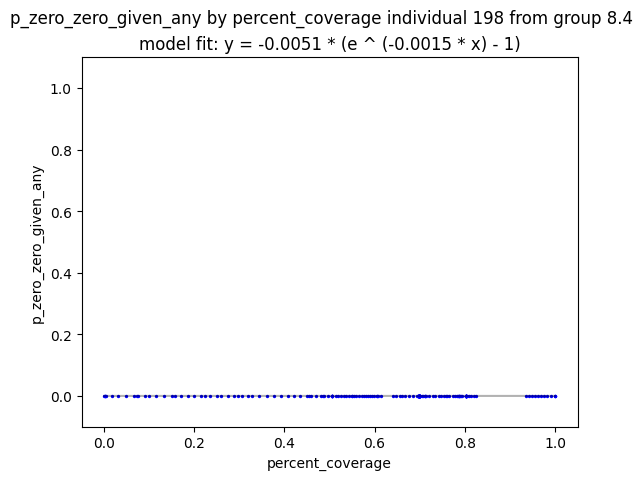 p_zero_zero_given_any by percent_coverage individual 198 from group 8.4
model fit: y = -0.0051 * (e ^ (-0.0015 * x) - 1)
1.0
0.8
0.6
0.4
0.2
0.0
p_zero_zero_given_any
0.0 0.2 0.4 0.6 0.8 1.0
percent_coverage